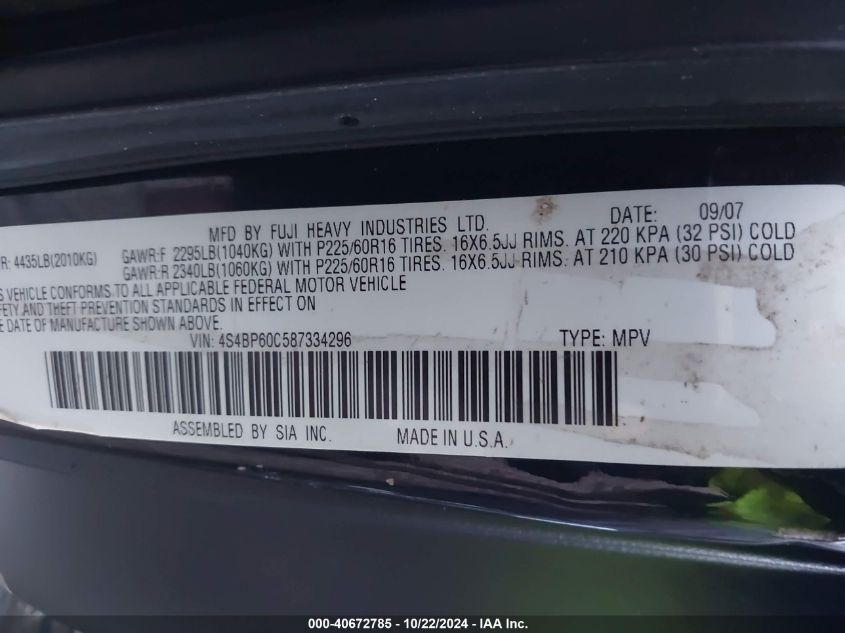 MFD BY FUJI HEAVY INDUSTRIES LTD. DATE: 09/07
R: 4435LB(2010KG) GAWR:F 2295LB(1040KG) WITH P225/60R16 TIRES. 16X6.5JJ RIMS. AT 220 KPA (32 PSI) COLD
GAWR:R 2340LB(1060KG) WITH P225/60R16 TIRES. 16X6.5JJ RIMS. AT 210 KPA (30 PSI) COLD
S VEHICLE CONFORMS TO ALL APPLICABLE FEDERAL MOTOR VEHICLE
FETY AND THEFT PREVENTION STANDARDS IN EFFECT ON
E DATE OF MANUFACTURE SHOWN ABOVE.
VIN: 4S4BP60C587334296 TYPE: MPV
ASSEMBLED BY SIA INC. MADE IN U.S.A.
000-40672785 - 10/22/2024 - IAA Inc.